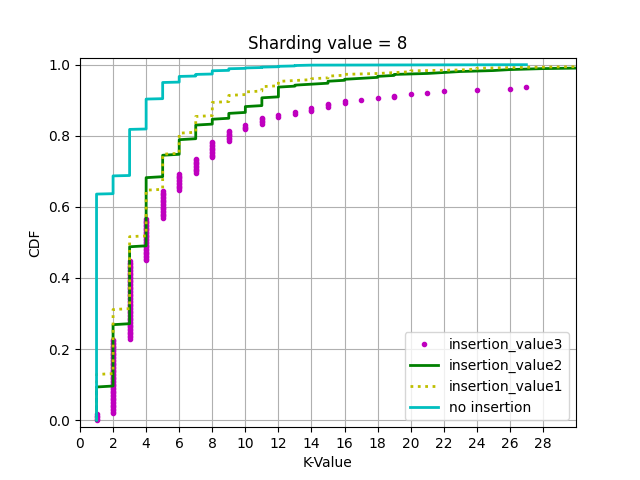 Sharding value = 8
CDF
1.0
0.8
0.6
0.4
0.2
0.0
insertion_value3
insertion_value2
insertion_value1
no insertion
0 2 4 6 8 10 12 14 16 18 20 22 24 26 28
K-Value